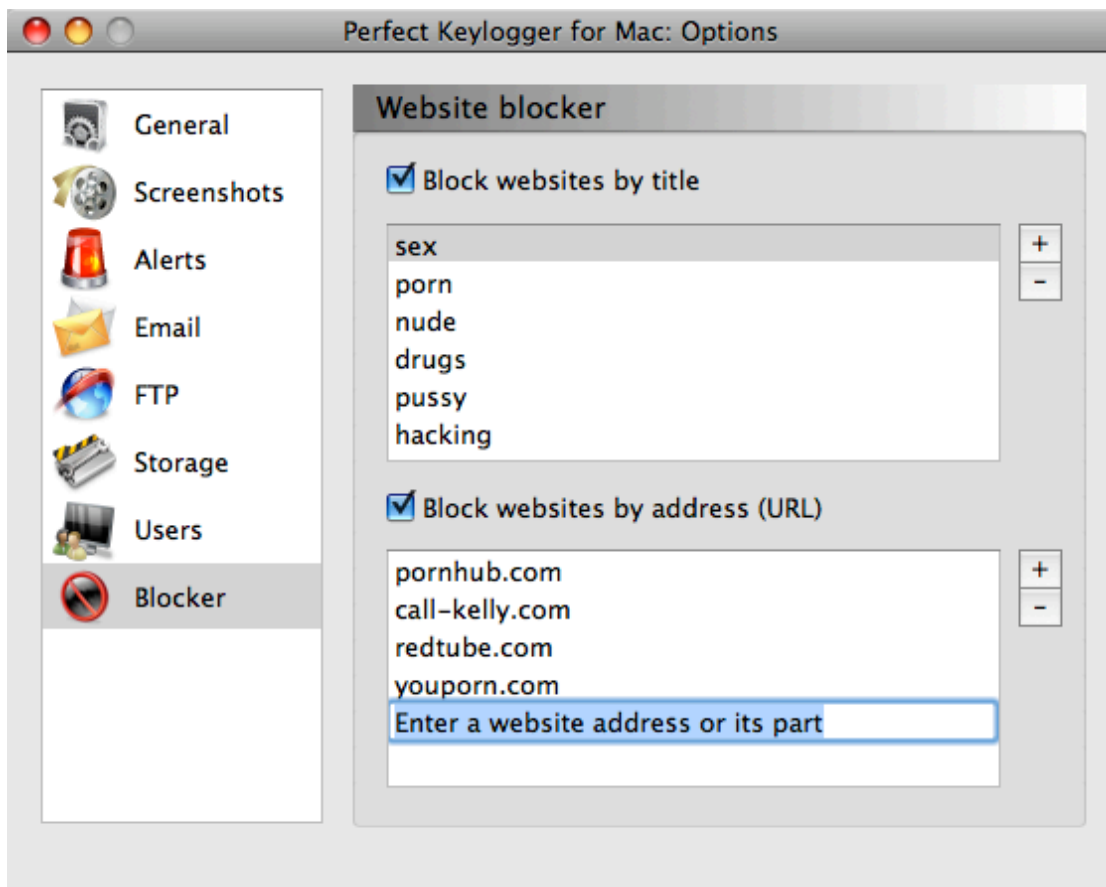 Perfect Keylogger for Mac: Options
General
Screenshots
Alerts
Email
FTP
Storage
Users
Blocker
Website blocker
Block websites by title
sex
porn
nude
drugs
pussy
hacking
+
-
Block websites by address (URL)
pornhub.com
call-kelly.com
redtube.com
youporn.com
Enter a website address or its part
+
-